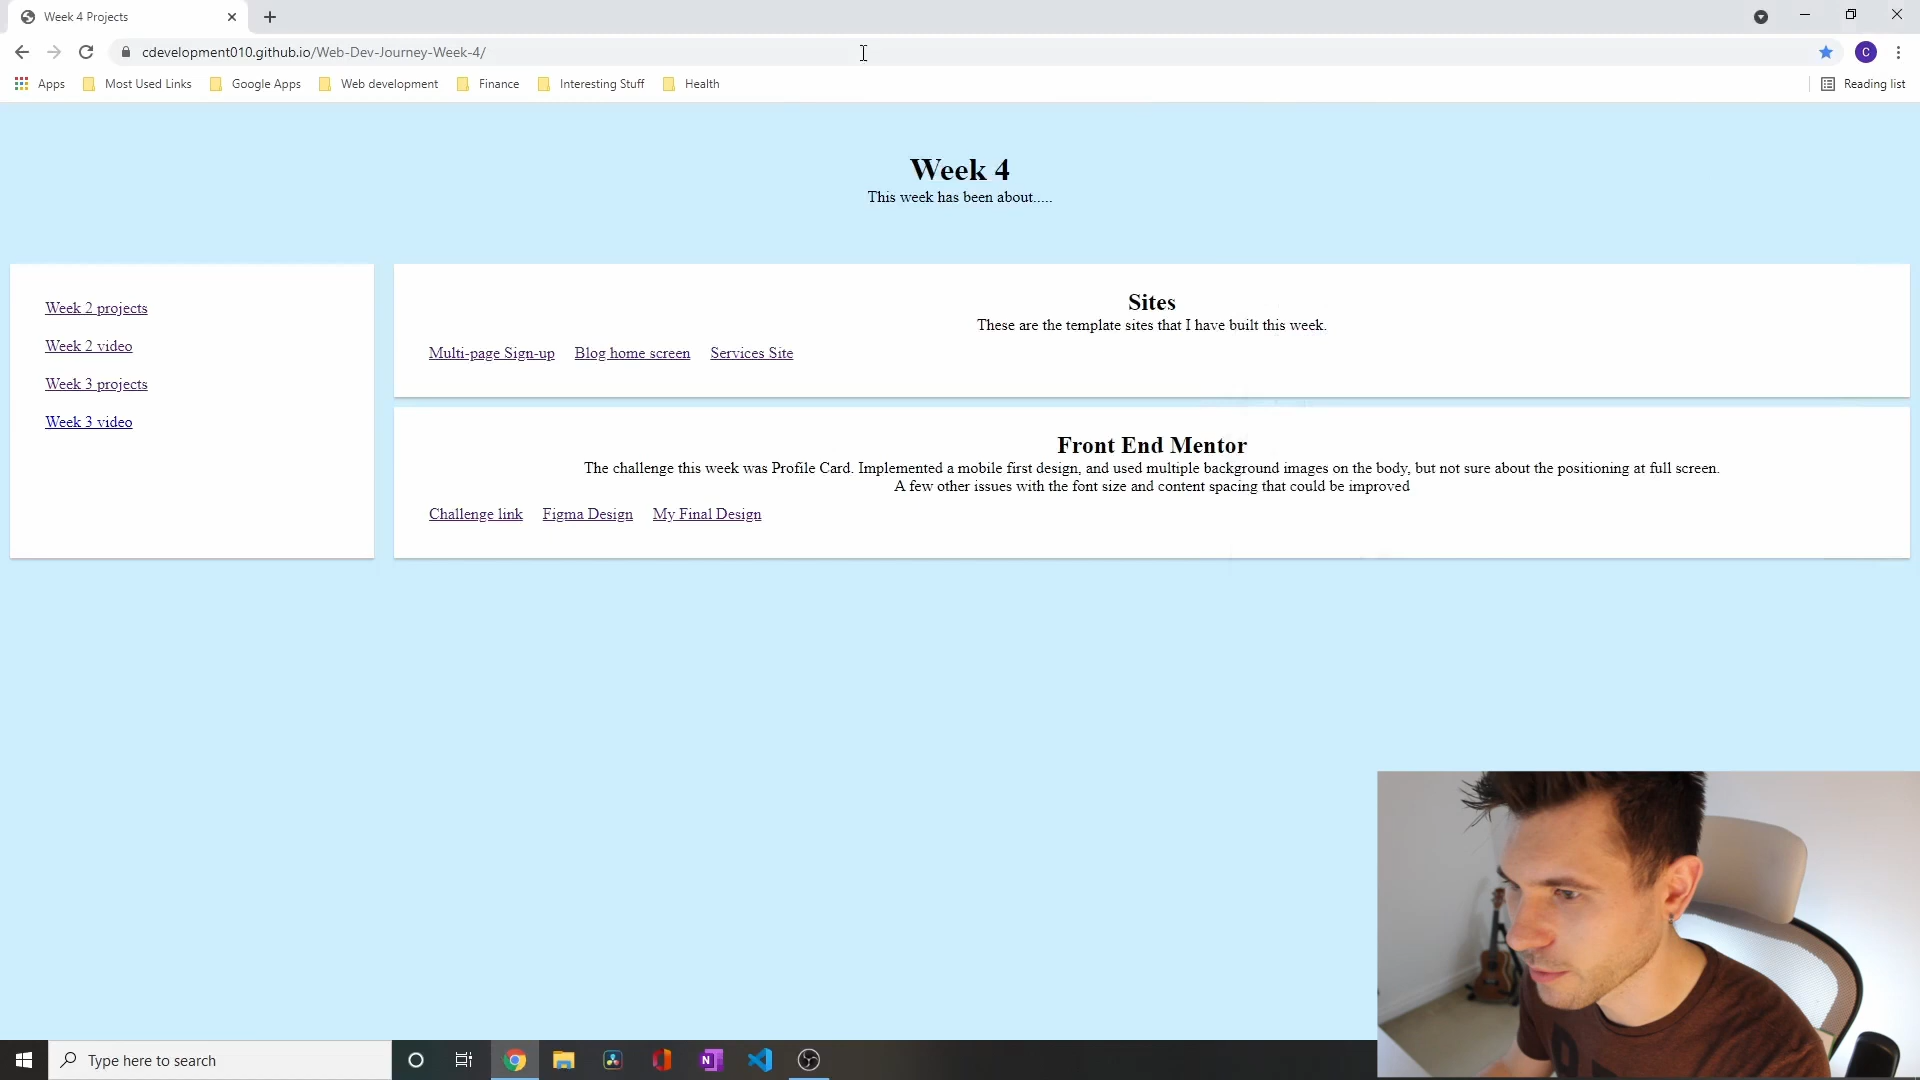 Week 4 Projects
cdevelopment010.github.io/Web-Dev-Journey-Week-4/
C
Apps Most Used Links Google Apps Web development Finance Interesting Stuff Health Reading list
Week 4
This week has been about.....
Week 2 projects
Week 2 video
Week 3 projects
Week 3 video
Sites
These are the template sites that I have built this week.
Multi-page Sign-up Blog home screen Services Site
Front End Mentor
The challenge this week was Profile Card. Implemented a mobile first design, and used multiple background images on the body, but not sure about the positioning at full screen.
A few other issues with the font size and content spacing that could be improved
Challenge link Figma Design My Final Design
Type here to search